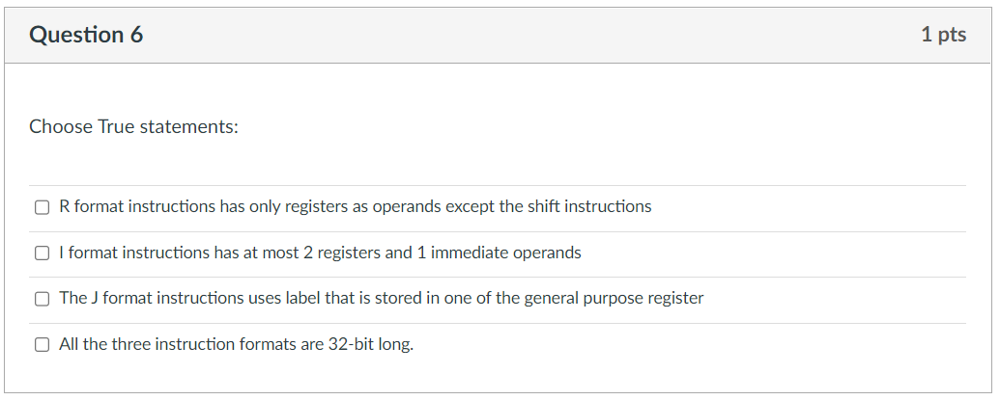 Question 6
1 pts
Choose True statements:
R format instructions has only registers as operands except the shift instructions
I format instructions has at most 2 registers and 1 immediate operands
The J format instructions uses label that is stored in one of the general purpose register
All the three instruction formats are 32-bit long.